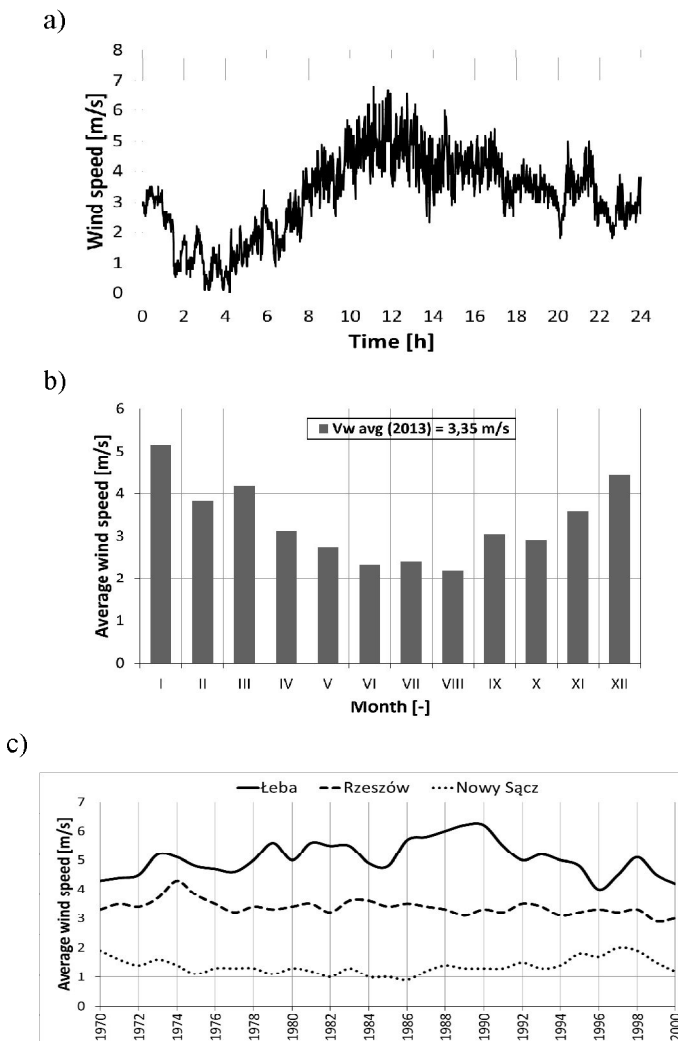 a)
Wind speed [m/s]
8
7
6
5
4
3
2
1
0
0 2 4 6 8 10 12 14 16 18 20 22 24
Time [h]
b)
Average wind speed [m/s]
6
5
4
3
2
1
0
Vw avg (2013) = 3,35 m/s
I II III IV V VI VII VIII IX X XI XII
Month [-]
c)
Łeba Rzeszów Nowy Sącz
Average wind speed [m/s]
7
6
5
4
3
2
1
0
1970 1972 1974 1976 1978 1980 1982 1984 1986 1988 1990 1992 1994 1996 1998 2000